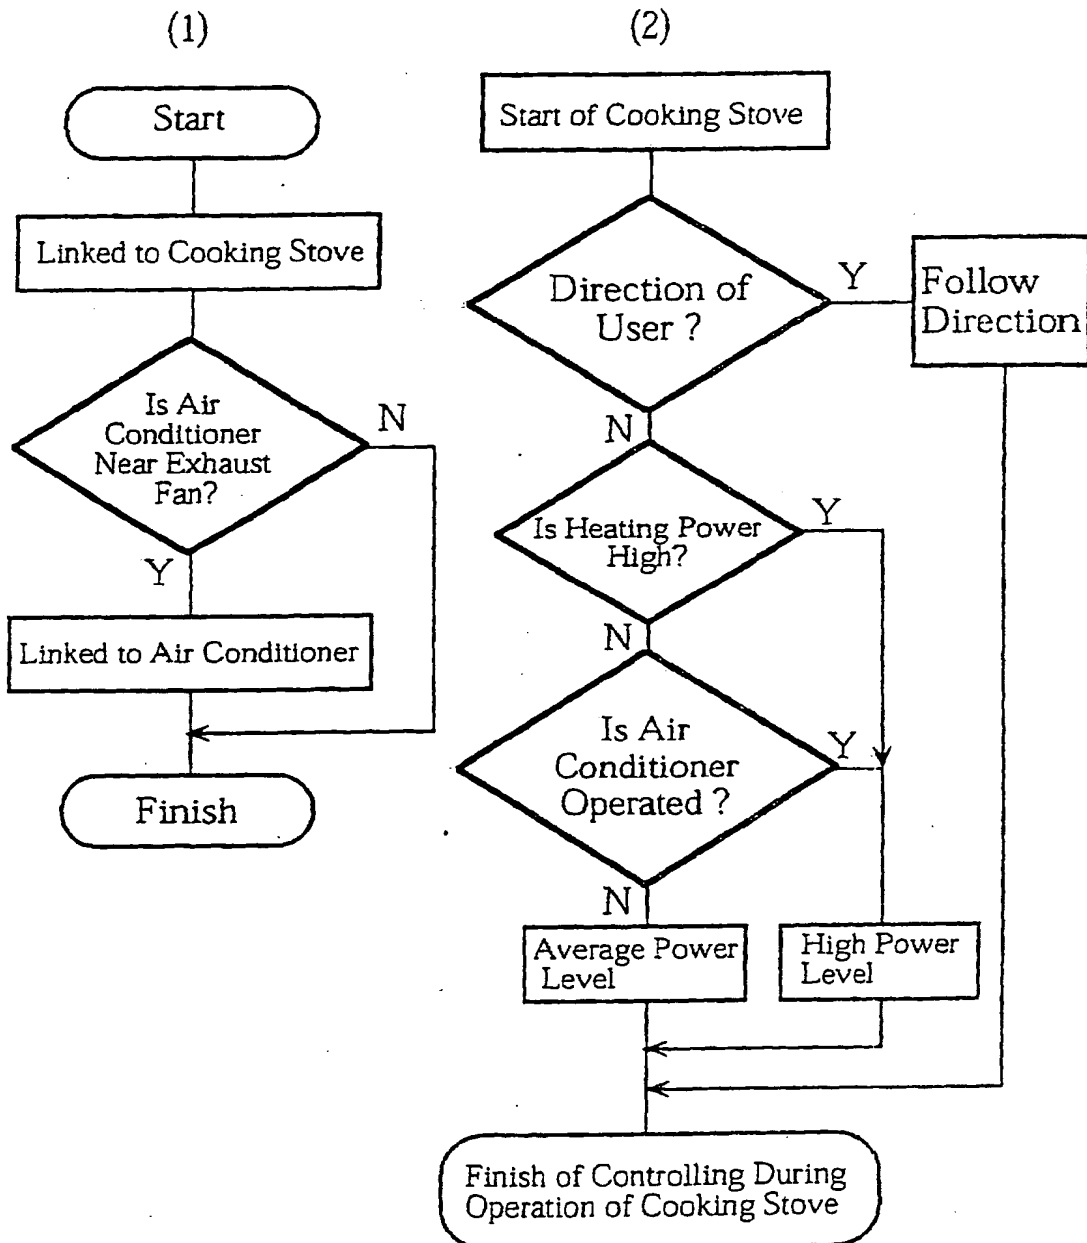 (1)
Start
Linked to Cooking Stove
Is Air
Conditioner
Near Exhaust
Fan?
N
Y
Linked to Air Conditioner
Finish
(2)
Start of Cooking Stove
Direction of
User ?
Y
Follow
Direction
N
Is Heating Power
High?
Y
N
Is Air
Conditioner
Operated ?
Y
N
Average Power
Level
High Power
Level
Finish of Controlling During
Operation of Cooking Stove